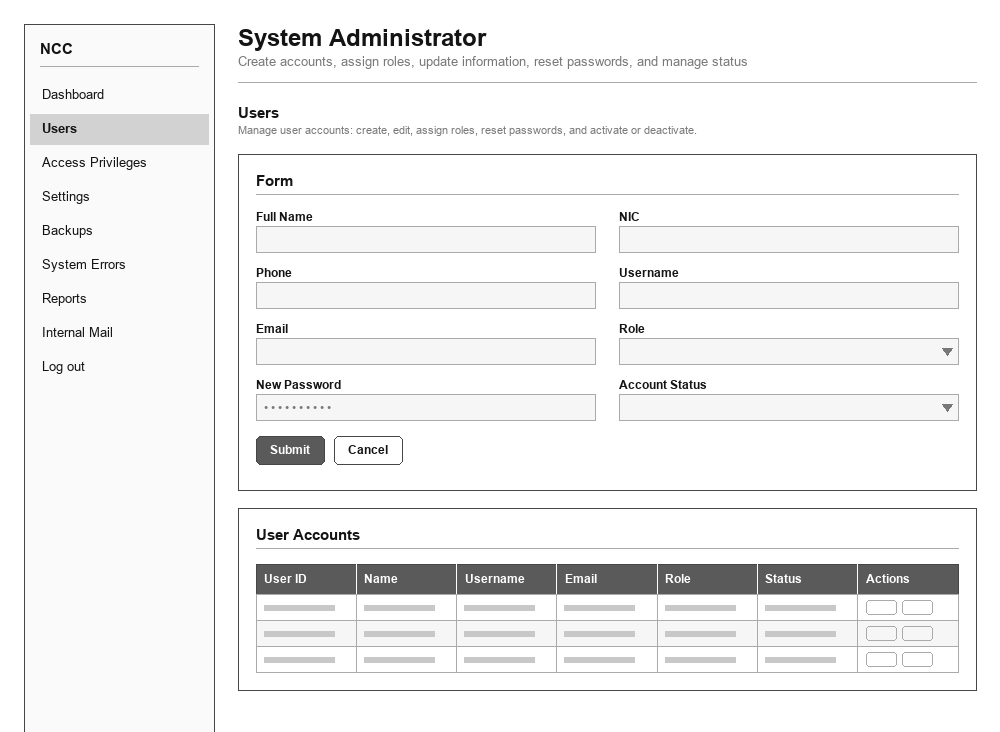 NCC
Dashboard
Users
Access Privileges
Settings
Backups
System Errors
Reports
Internal Mail
Log out
System Administrator
Create accounts, assign roles, update information, reset passwords, and manage status
Users
Manage user accounts: create, edit, assign roles, reset passwords, and activate or deactivate.
Form
Full Name
NIC
Phone
Username
Email
Role
New Password
Account Status
••••••••••
Submit
Cancel
User Accounts
User ID
Name
Username
Email
Role
Status
Actions